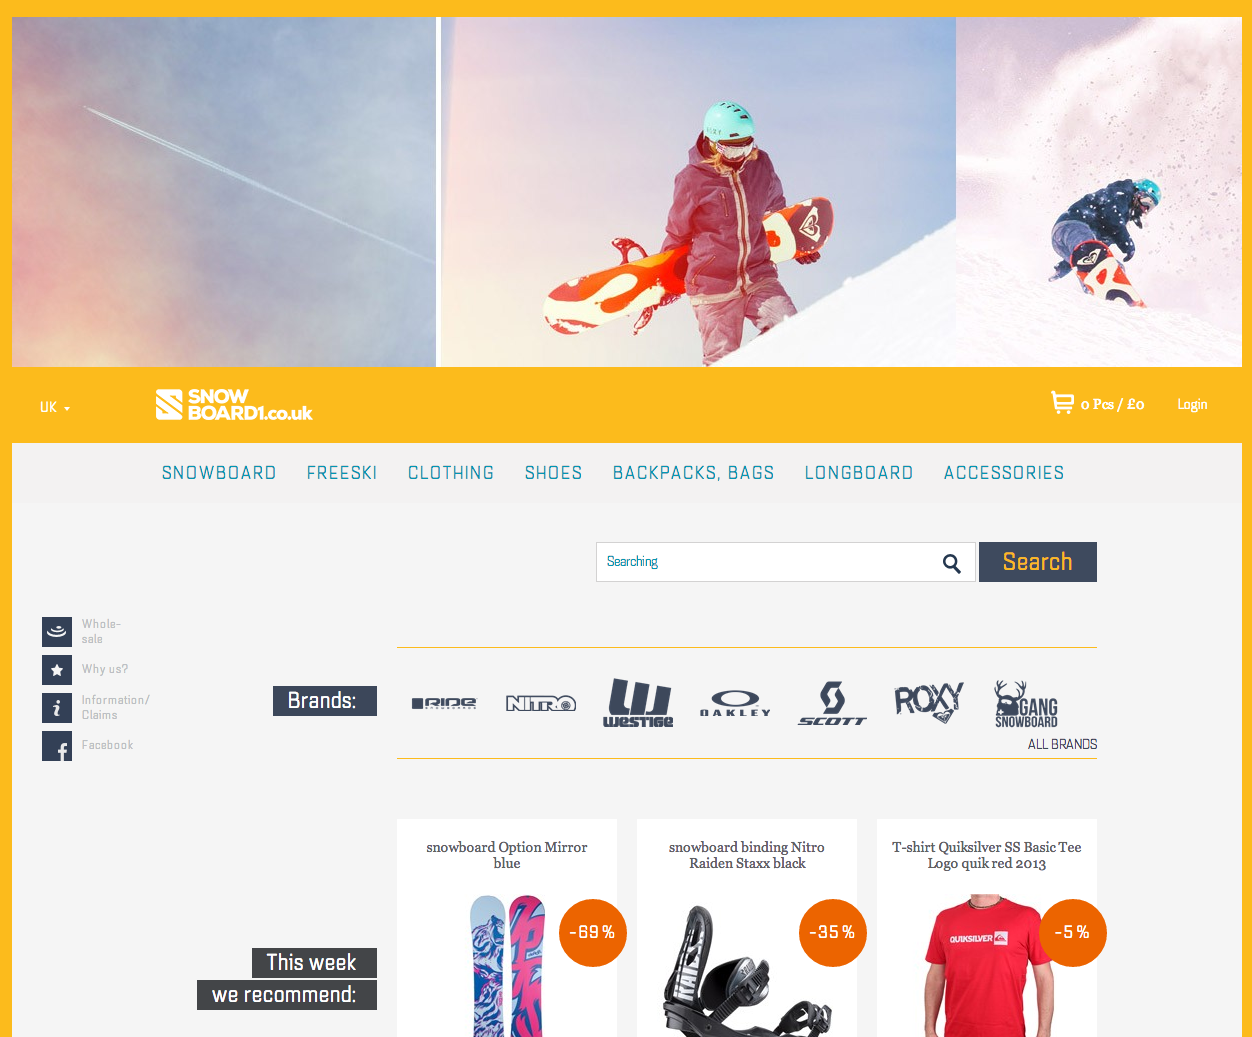 UK
SNOW
BOARD1.co.uk
0 Pcs / £0
Login
SNOWBOARD
FREESKI
CLOTHING
SHOES
BACKPACKS, BAGS
LONGBOARD
ACCESSORIES
Searching
Search
Whole-
sale
Why us?
Information/
Claims
Facebook
Brands:
RIDE
SNOWBOARDS
NITRO
WESTIGE
OAKLEY
SCOTT
ROXY
GANG
SNOWBOARD
ALL BRANDS
This week
we recommend:
snowboard Option Mirror
blue
-69 %
snowboard binding Nitro
Raiden Staxx black
-35 %
RAIDEN
T-shirt Quiksilver SS Basic Tee
Logo quik red 2013
-5 %
QUIKSILVER